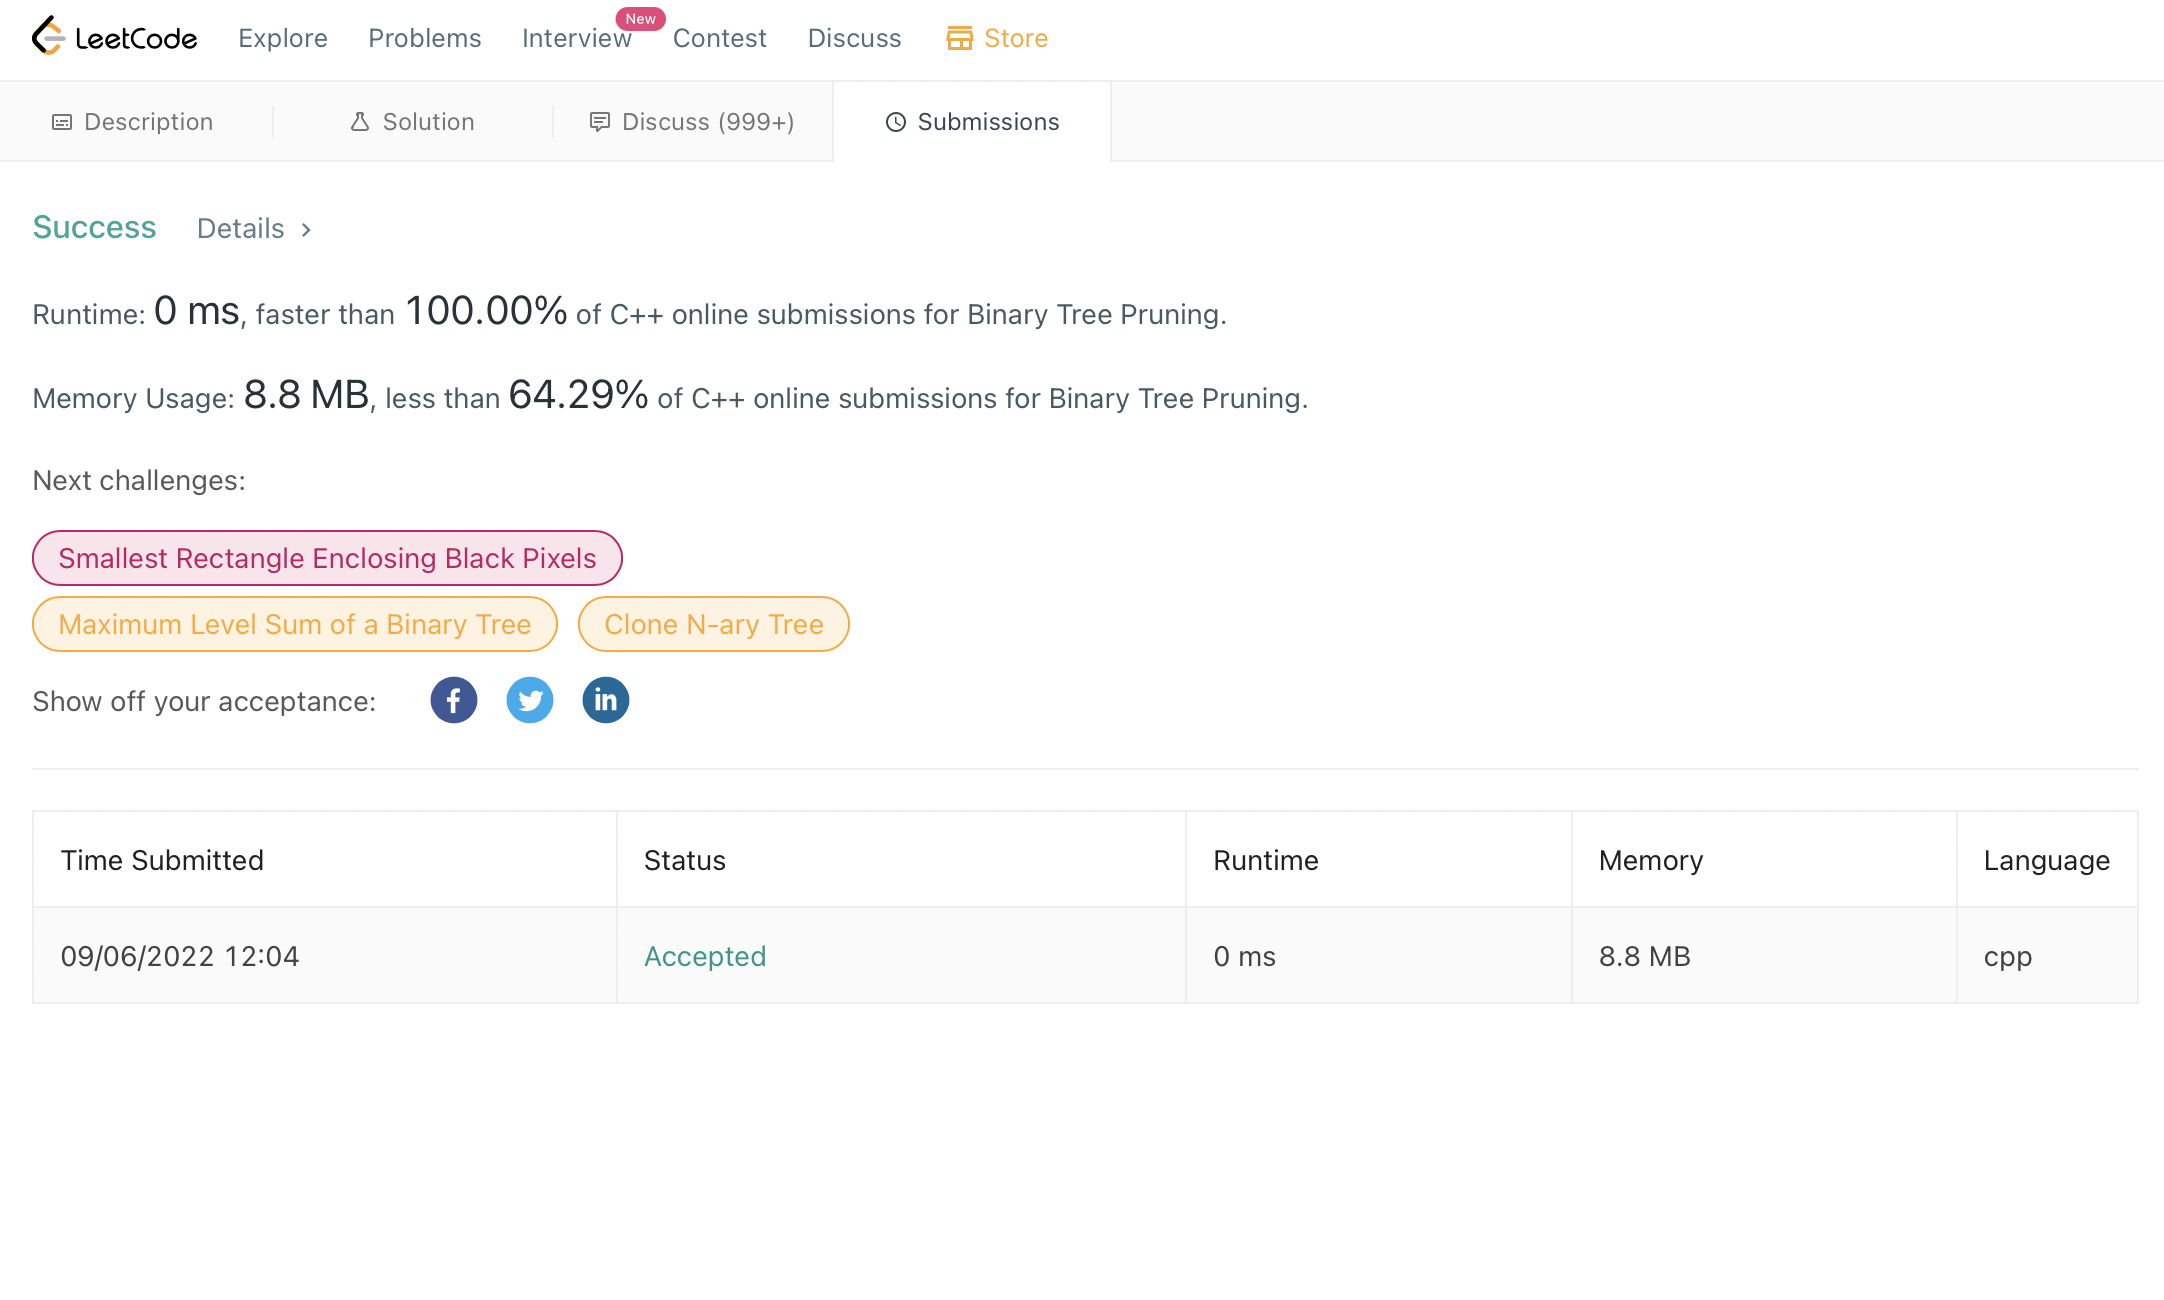 LeetCode Explore Problems Interview New Contest Discuss Store
Description Solution Discuss (999+) Submissions
Success Details >
Runtime: 0 ms, faster than 100.00% of C++ online submissions for Binary Tree Pruning.
Memory Usage: 8.8 MB, less than 64.29% of C++ online submissions for Binary Tree Pruning.
Next challenges:
Smallest Rectangle Enclosing Black Pixels
Maximum Level Sum of a Binary Tree Clone N-ary Tree
Show off your acceptance: f in
Time Submitted Status Runtime Memory Language
09/06/2022 12:04 Accepted 0 ms 8.8 MB cpp